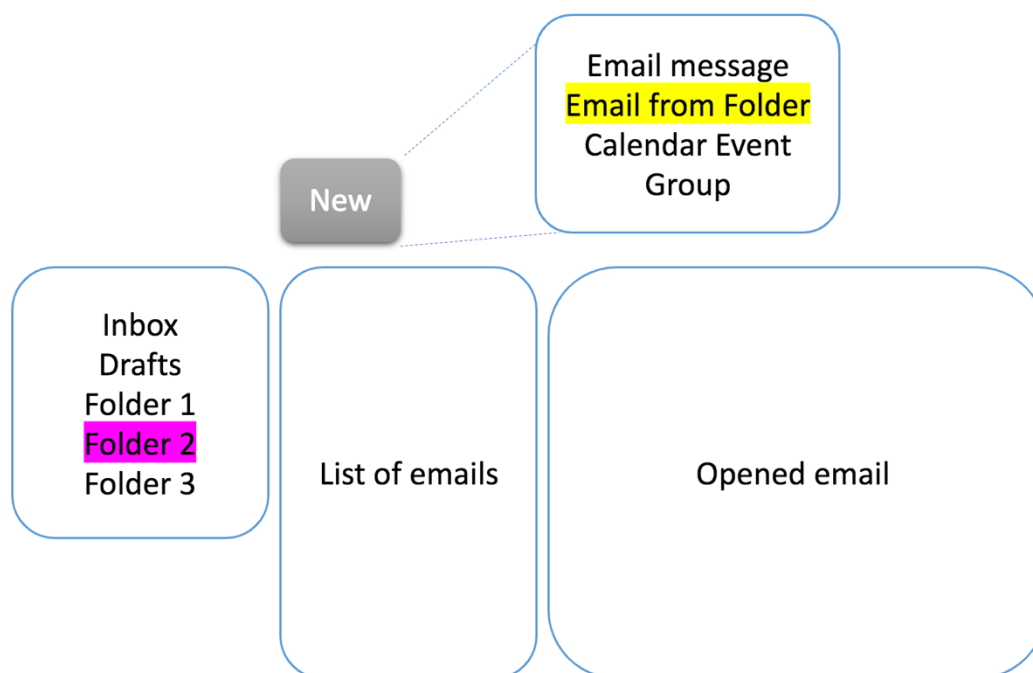 Email message
Email from Folder
Calendar Event
Group
New
Inbox
Drafts
Folder 1
Folder 2
Folder 3
List of emails
Opened email